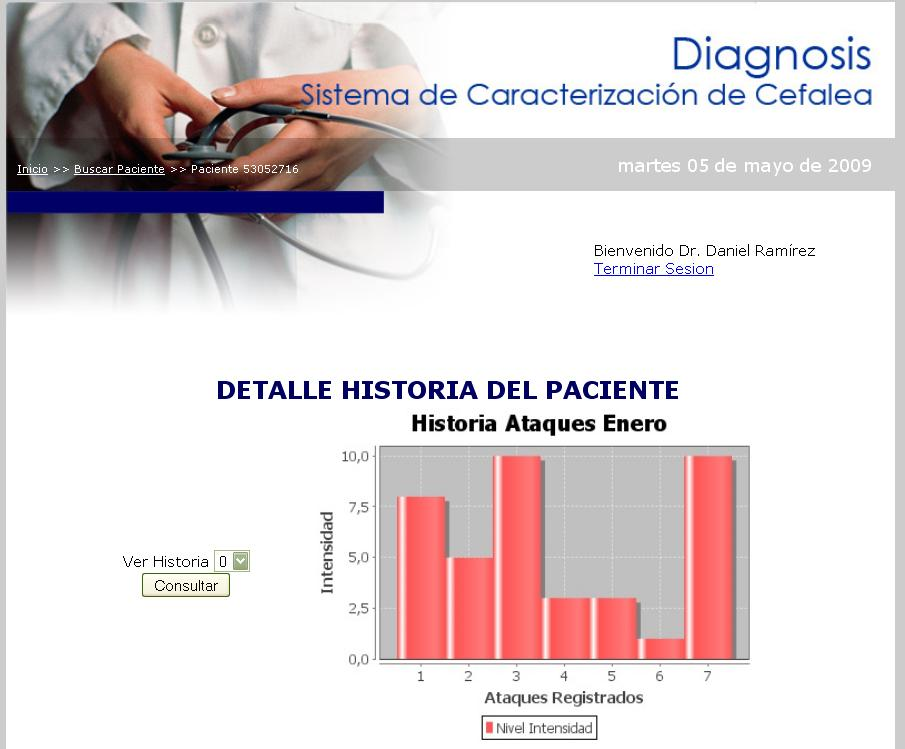 Diagnosis
Sistema de Caracterización de Cefalea
Inicio >> Buscar Paciente >> Paciente 53052716
martes 05 de mayo de 2009
Bienvenido Dr. Daniel Ramírez
Terminar Sesion
DETALLE HISTORIA DEL PACIENTE
Historia Ataques Enero
Ver Historia 0
Consultar
Intensidad
10,0
7,5
5,0
2,5
0,0
1 2 3 4 5 6 7
Ataques Registrados
Nivel Intensidad